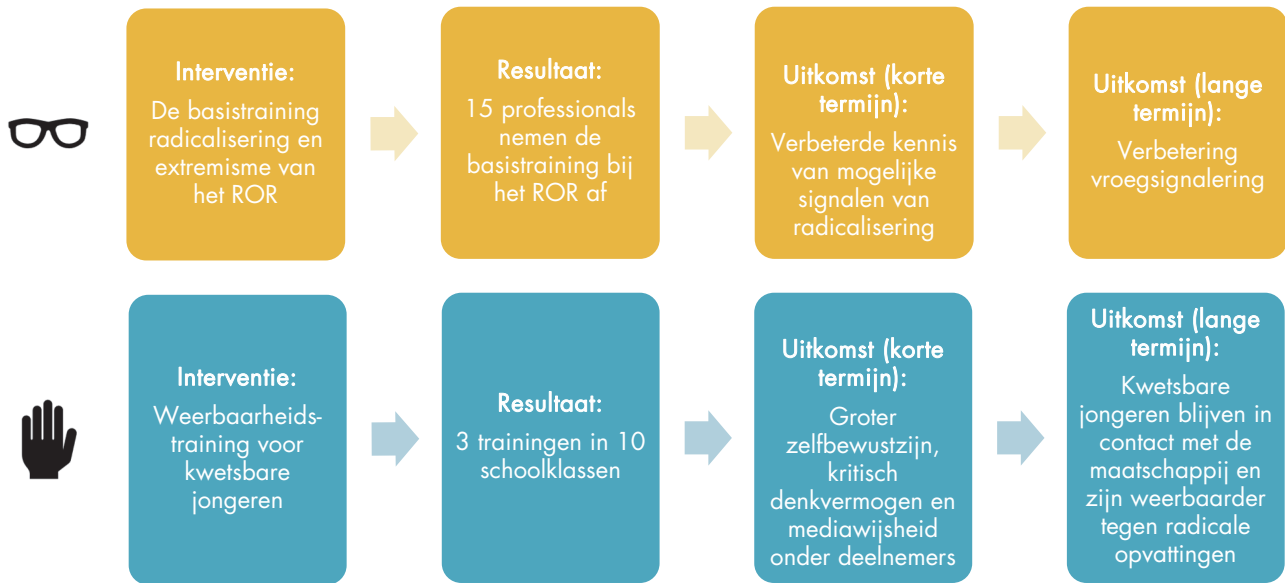 Interventie:
De basistraining
radicalisering en
extremisme van
het ROR
Resultaat:
15 professionals
nemen de
basistraining bij
het ROR af
Uitkomst (korte
termijn):
Verbeterde kennis
van mogelijke
signalen van
radicalisering
Uitkomst (lange
termijn):
Verbetering
vroegsignalering
Interventie:
Weerbaarheids-
training voor
kwetsbare
jongeren
Resultaat:
3 trainingen in 10
schoolklassen
Uitkomst (korte
termijn):
Groter
zelfbewustzijn,
kritisch
denkvermogen en
mediawijsheid
onder deelnemers
Uitkomst (lange
termijn):
Kwetsbare
jongeren blijven in
contact met de
maatschappij en
zijn weerbaarder
tegen radicale
opvattingen